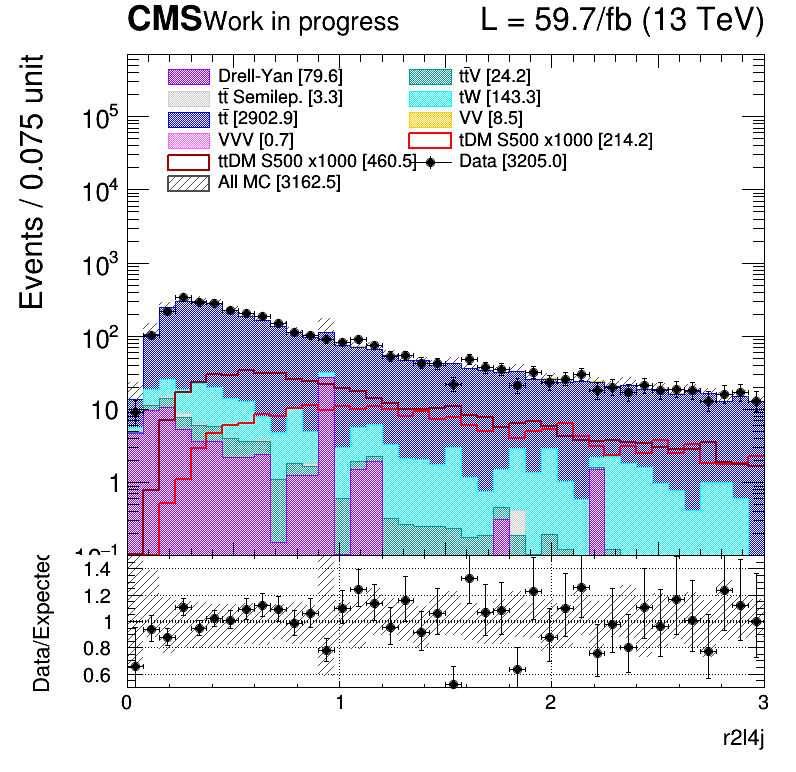 CMS Work in progress L = 59.7/fb (13 TeV)
Events / 0.075 unit
Drell-Yan [79.6] tt̄V [24.2]
tt̄ Semilep. [3.3] tW [143.3]
tt̄ [2902.9] VV [8.5]
VVV [0.7] tDM S500 x1000 [214.2]
ttDM S500 x1000 [460.5] Data [3205.0]
All MC [3162.5]
10⁵
10⁴
10³
10²
10
1
10⁻¹
Data/Expected
1.4
1.2
1
0.8
0.6
0 1 2 3
r2l4j